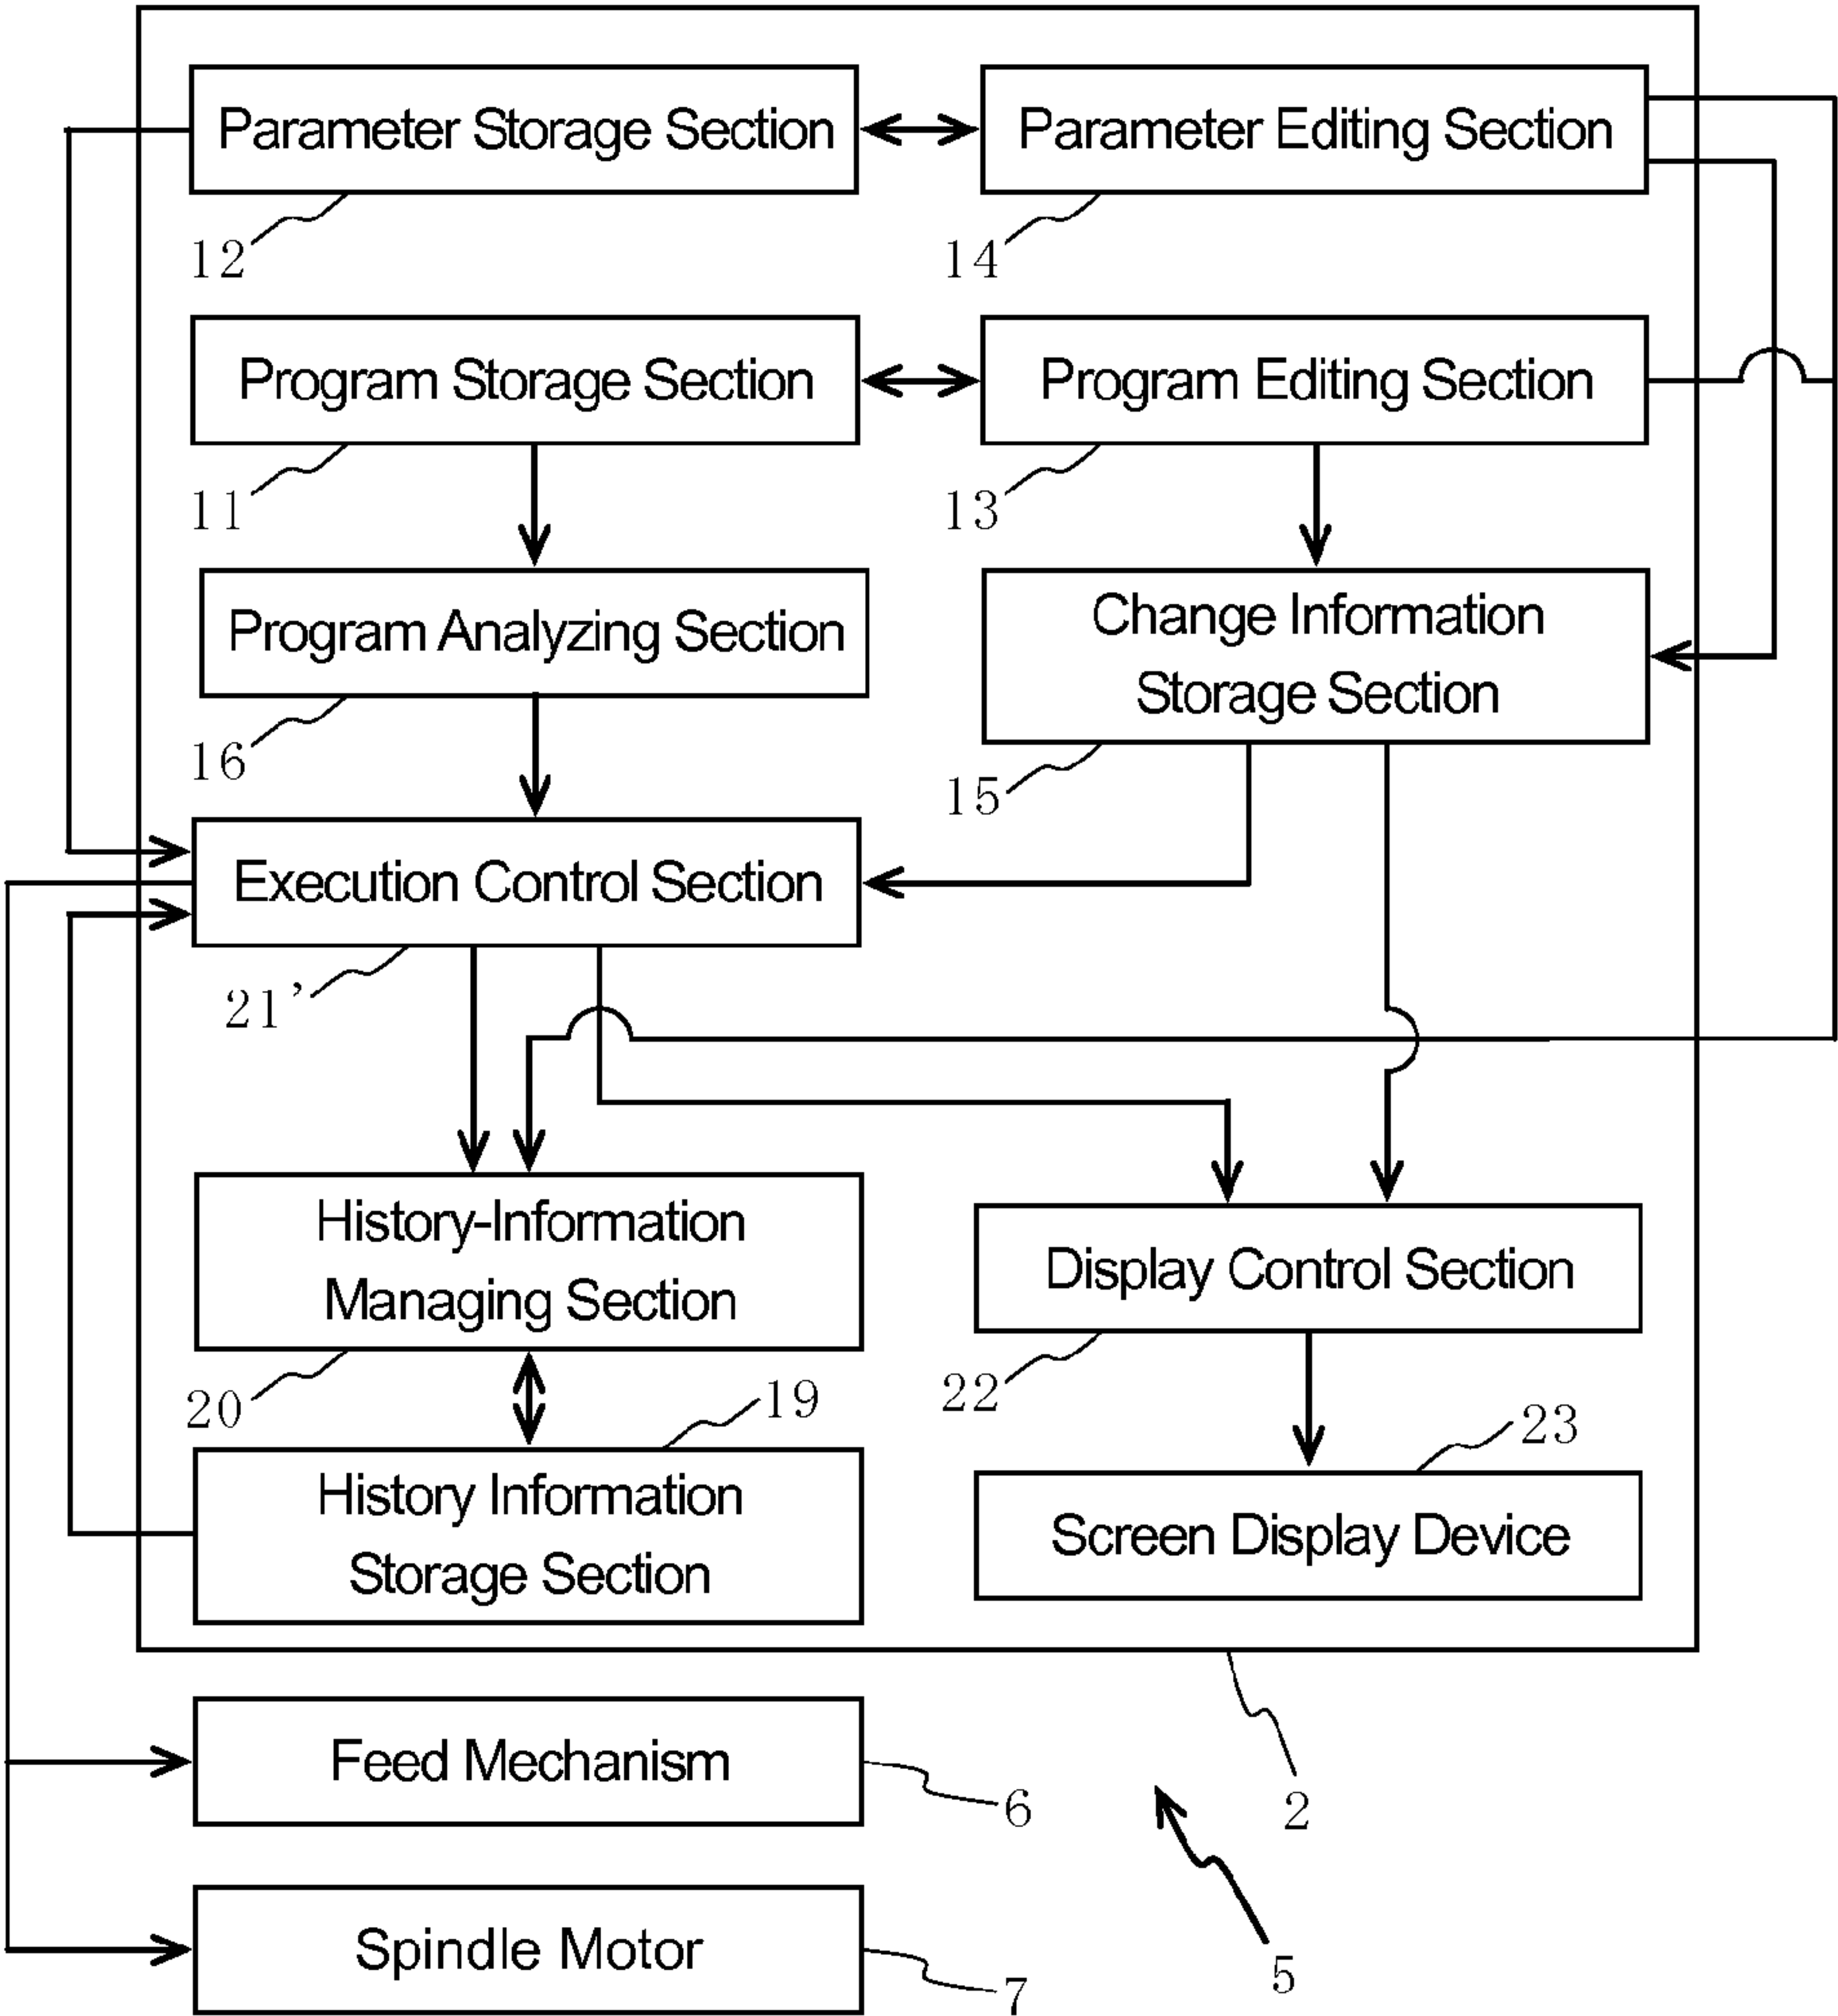 Parameter Storage Section
Parameter Editing Section
12
14
Program Storage Section
Program Editing Section
11
13
Program Analyzing Section
Change Information
Storage Section
16
15
Execution Control Section
21’
History-Information
Managing Section
Display Control Section
20
19
22
23
History Information
Storage Section
Screen Display Device
Feed Mechanism
6
2
Spindle Motor
7
5